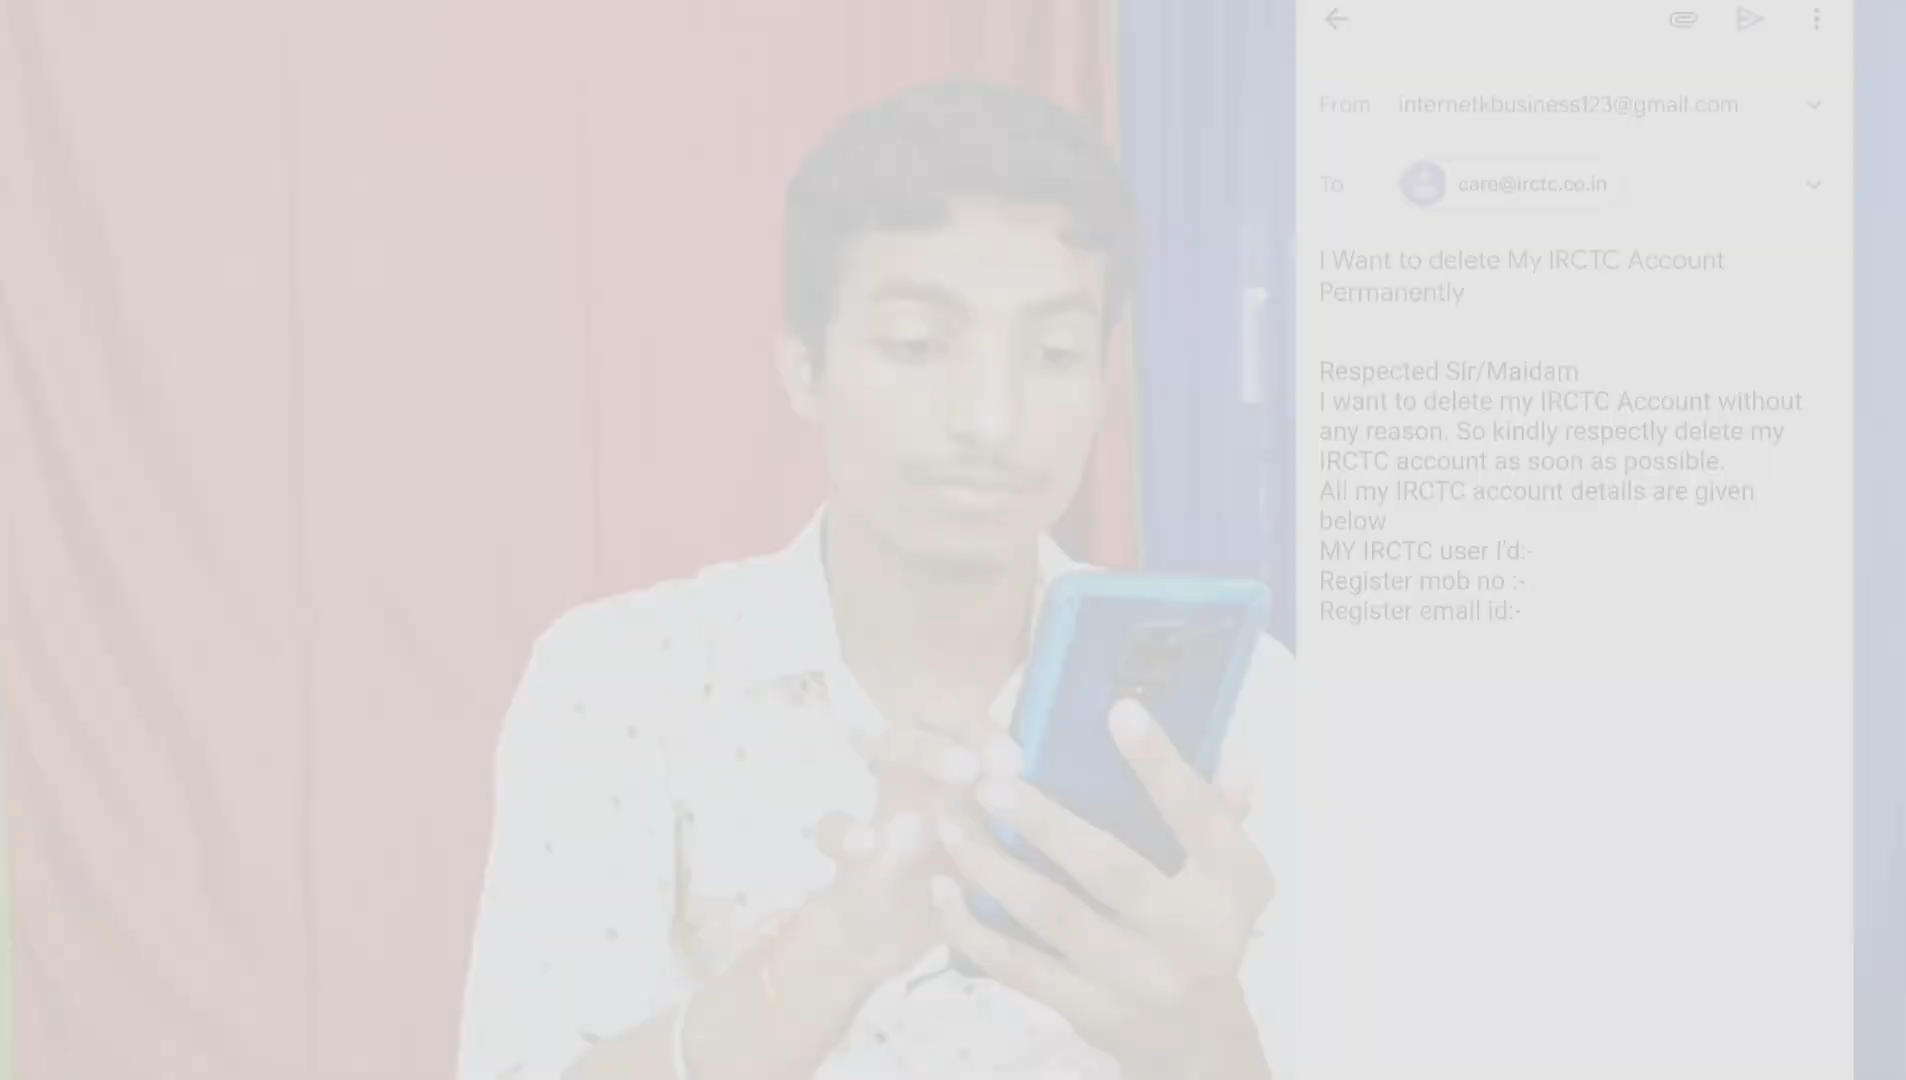 From internetkbusiness123@gmail.com
To care@irctc.co.in
I Want to delete My IRCTC Account
Permanently
Respected Sir/Maidam
I want to delete my IRCTC Account without
any reason. So kindly respectly delete my
IRCTC account as soon as possible.
All my IRCTC account details are given
below
MY IRCTC user I'd:-
Register mob no :-
Register email id:-